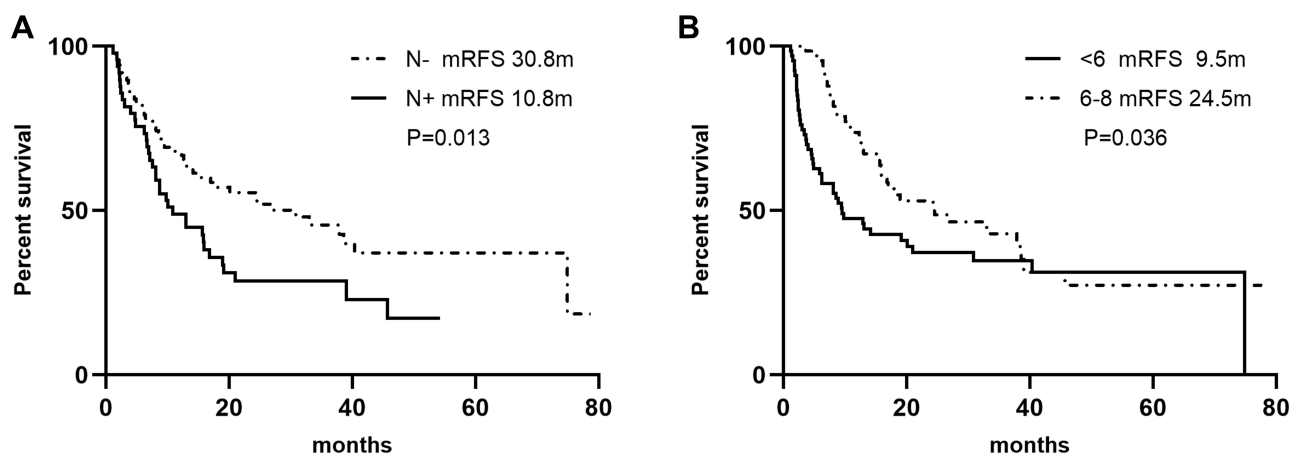 A
Percent survival
100
50
0
N- mRFS 30.8m
N+ mRFS 10.8m
P=0.013
0 20 40 60 80
months
B
Percent survival
100
50
0
<6 mRFS 9.5m
6-8 mRFS 24.5m
P=0.036
0 20 40 60 80
months